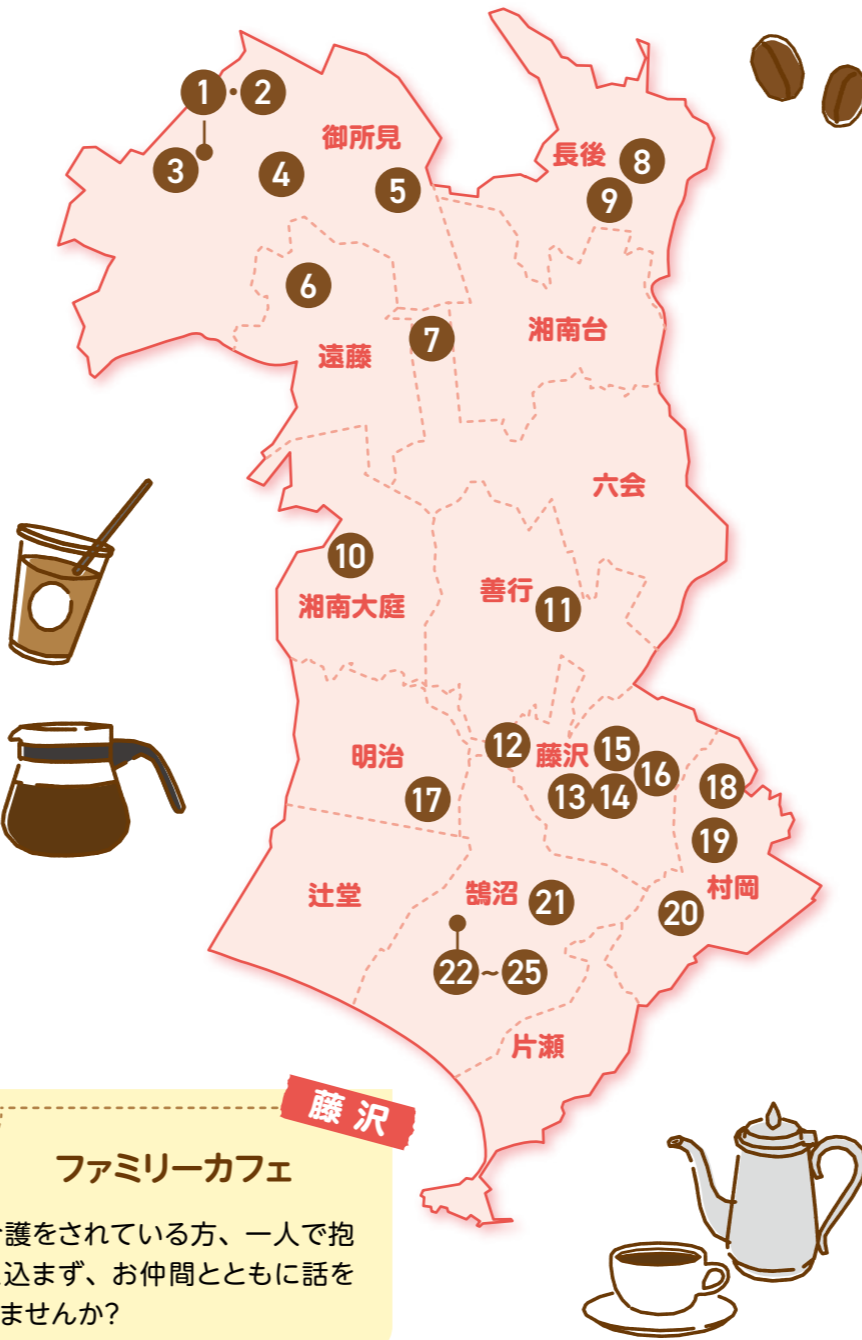 1・2
御所見
3
4
5
長後
8
9
6
7
遠藤
湘南台
六会
10
湘南大庭
善行
11
12
藤沢
15
16
13
14
明治
17
18
19
村岡
20
辻堂
鵠沼
21
22~25
片瀬
藤沢
ファミリーカフェ
護をされている方、一人で抱
込まず、お仲間とともに話を
ませんか?